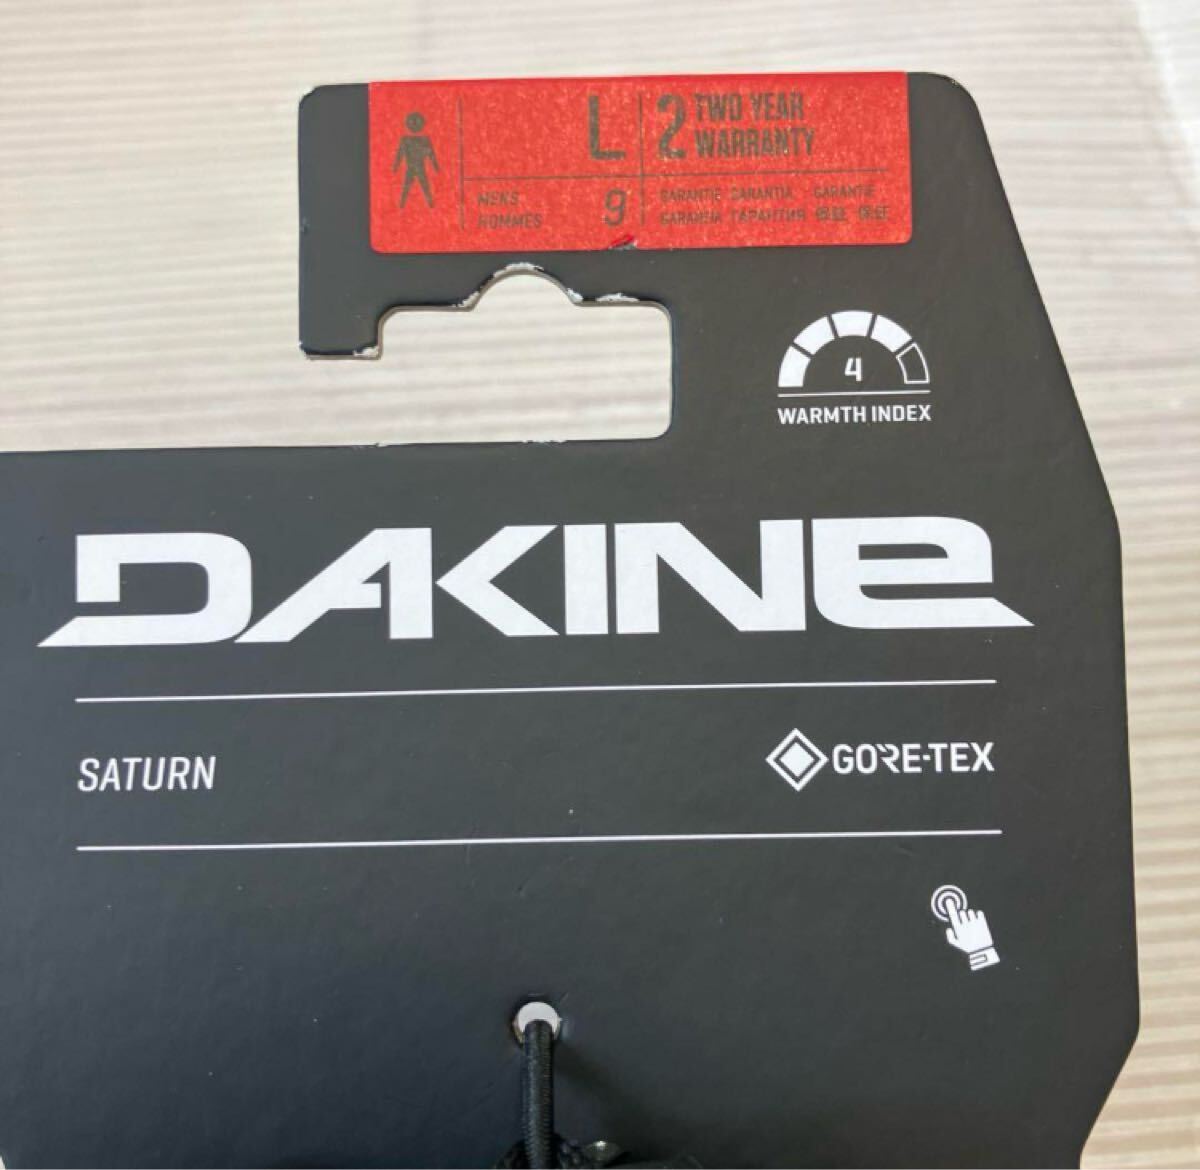 L
2 TWO YEAR
WARRANTY
MENS
HOMMES
9
GARANTIE GARANTIA GARANTIE
ГАРАНТИЯ
4
WARMTH INDEX
DAKINE
SATURN
GORE-TEX